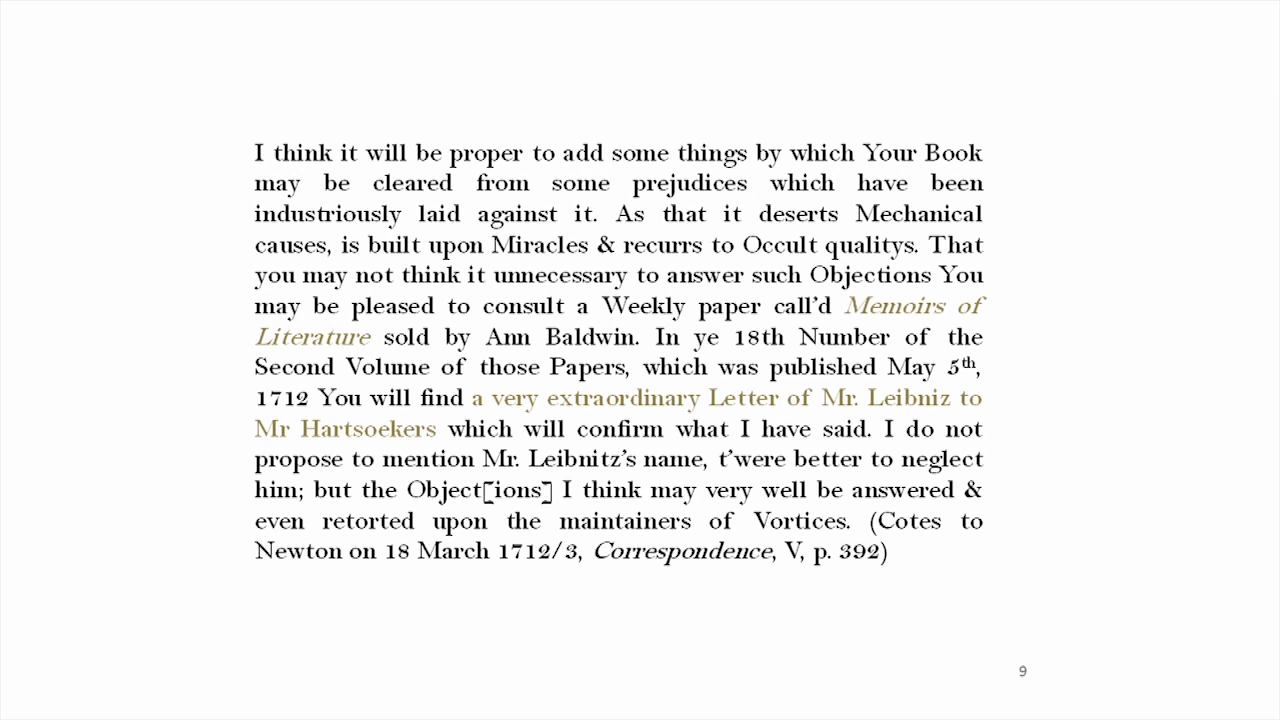 I think it will be proper to add some things by which Your Book
may be cleared from some prejudices which have been
industriously laid against it. As that it deserts Mechanical
causes, is built upon Miracles & recurrs to Occult qualitys. That
you may not think it unnecessary to answer such Objections You
may be pleased to consult a Weekly paper call’d Memoirs of
Literature sold by Ann Baldwin. In ye 18th Number of the
Second Volume of those Papers, which was published May 5th,
1712 You will find a very extraordinary Letter of Mr. Leibniz to
Mr Hartsoekers which will confirm what I have said. I do not
propose to mention Mr. Leibnitz’s name, t’were better to neglect
him; but the Object[ions] I think may very well be answered &
even retorted upon the maintainers of Vortices. (Cotes to
Newton on 18 March 1712/3, Correspondence, V, p. 392)
9